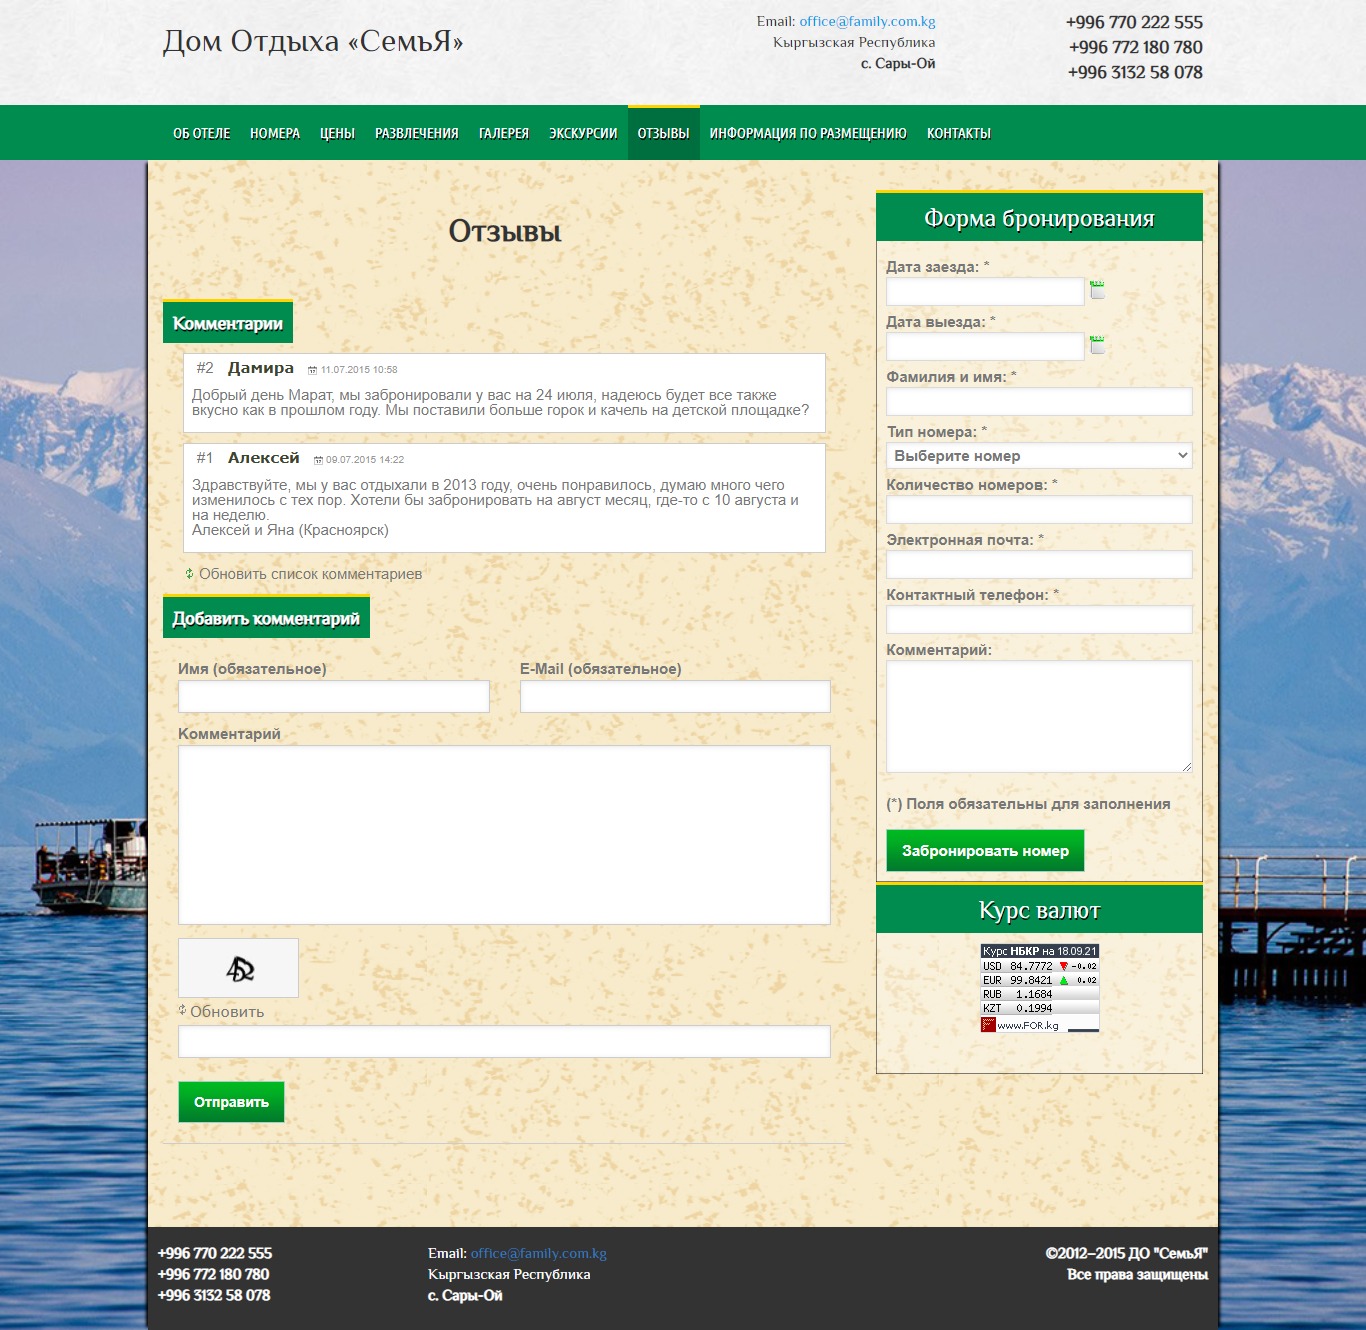 Дом Отдыха «СемьЯ»
Email: office@family.com.kg
Кыргызская Республика
с. Сары-Ой
+996 770 222 555
+996 772 180 780
+996 3132 58 078
ОБ ОТЕЛЕ НОМЕРА ЦЕНЫ РАЗВЛЕЧЕНИЯ ГАЛЕРЕЯ ЭКСКУРСИИ ОТЗЫВЫ ИНФОРМАЦИЯ ПО РАЗМЕЩЕНИЮ КОНТАКТЫ
Отзывы
Комментарии
#2 Дамира 11.07.2015 10:58
Добрый день Марат, мы забронировали у вас на 24 июля, надеюсь будет все также
вкусно как в прошлом году. Мы поставили больше горок и качель на детской площадке?
#1 Алексей 09.07.2015 14:22
Здравствуйте, мы у вас отдыхали в 2013 году, очень понравилось, думаю много чего
изменилось с тех пор. Хотели бы забронировать на август месяц, где-то с 10 августа и
на неделю.
Алексей и Яна (Красноярск)
Обновить список комментариев
Добавить комментарий
Имя (обязательное)
E-Mail (обязательное)
Комментарий
Обновить
Отправить
Форма бронирования
Дата заезда: *
Дата выезда: *
Фамилия и имя: *
Тип номера: *
Выберите номер
Количество номеров: *
Электронная почта: *
Контактный телефон: *
Комментарий:
(*) Поля обязательны для заполнения
Забронировать номер
Курс валют
Курс НБКР на 18.09.21
USD 84.7772 -0.02
EUR 99.8421 0.02
RUB 1.1684
KZT 0.1994
www.FOR.kg
+996 770 222 555
+996 772 180 780
+996 3132 58 078
Email: office@family.com.kg
Кыргызская Республика
с. Сары-Ой
©2012–2015 ДО "СемьЯ"
Все права защищены